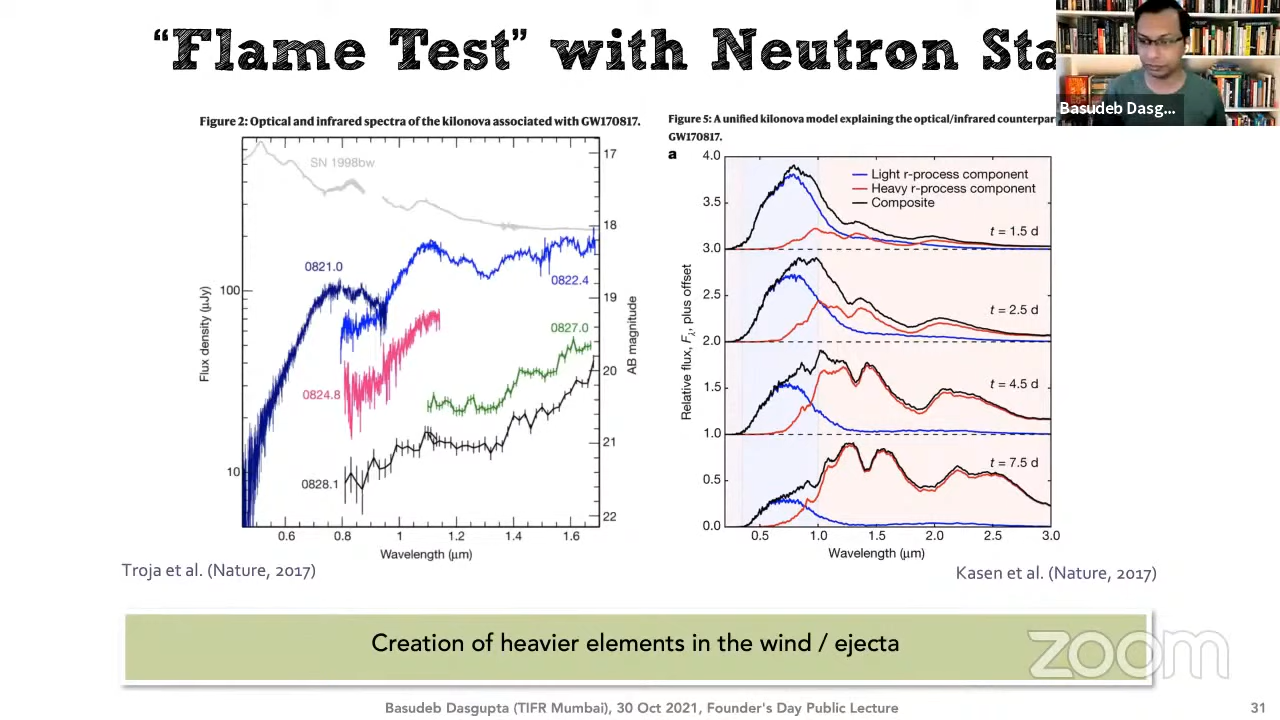 “Flame Test” with Neutron Sta
Basudeb Dasg...
Figure 2: Optical and infrared spectra of the kilonova associated with GW170817.
SN 1998bw
0821.0
0822.4
0827.0
0824.8
0828.1
100
10
17
18
19
20
21
22
Flux density (μJy)
AB magnitude
0.6 0.8 1 1.2 1.4 1.6
Wavelength (μm)
Troja et al. (Nature, 2017)
Figure 5: A unified kilonova model explaining the optical/infrared counterpar
GW170817.
a
4.0
3.5
3.0
2.5
2.0
1.5
1.0
0.5
0.0
Light r-process component
Heavy r-process component
Composite
t = 1.5 d
t = 2.5 d
t = 4.5 d
t = 7.5 d
Relative flux, Fλ, plus offset
0.5 1.0 1.5 2.0 2.5 3.0
Wavelength (μm)
Kasen et al. (Nature, 2017)
Creation of heavier elements in the wind / ejecta
zoom
Basudeb Dasgupta (TIFR Mumbai), 30 Oct 2021, Founder's Day Public Lecture
31